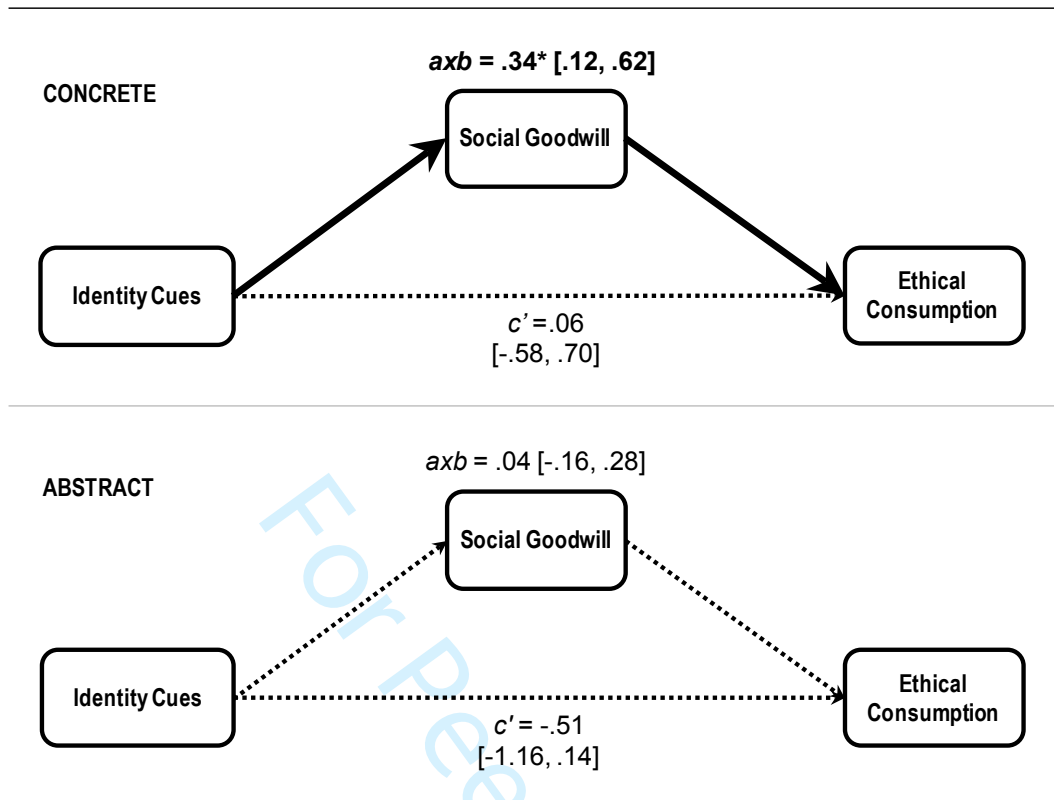 axb = .34* [.12, .62]
CONCRETE
Social Goodwill
Identity Cues
Ethical
Consumption
c’ =.06
[-.58, .70]
axb = .04 [-.16, .28]
ABSTRACT
Social Goodwill
Identity Cues
Ethical
Consumption
c' = -.51
[-1.16, .14]
For Pee